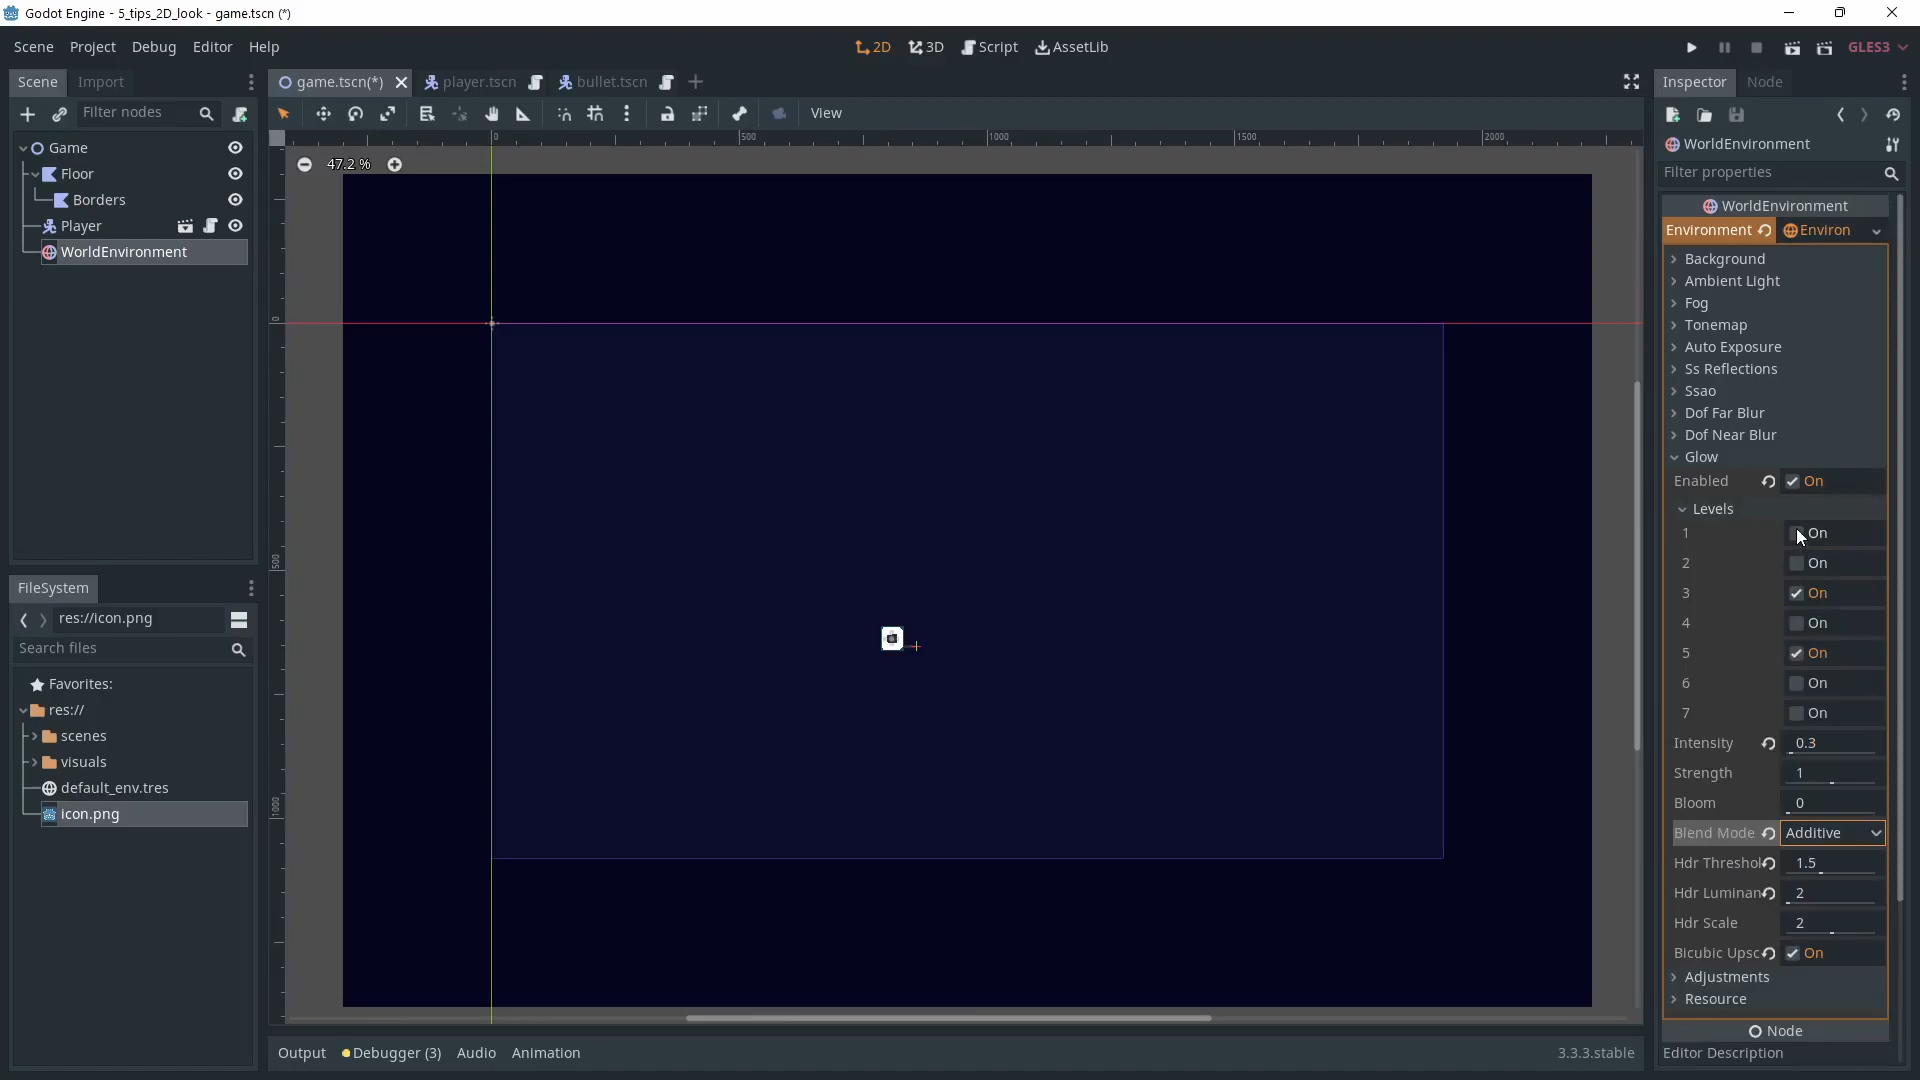 Godot Engine - 5_tips_2D_look - game.tscn (*)
Scene Project Debug Editor Help
2D 3D Script AssetLib
GLES3
Scene Import
game.tscn(*) player.tscn bullet.tscn
Inspector Node
Filter nodes
View
WorldEnvironment
Filter properties
Game
Floor
Borders
Player
WorldEnvironment
0 500 1000 1500 2000
47.2 %
0
500
1000
WorldEnvironment
Environment Environ
Background
Ambient Light
Fog
Tonemap
Auto Exposure
Ss Reflections
Ssao
Dof Far Blur
Dof Near Blur
Glow
Enabled On
Levels
1 On
2 On
3 On
4 On
5 On
6 On
7 On
Intensity 0.3
Strength 1
Bloom 0
Blend Mode Additive
Hdr Threshol 1.5
Hdr Luminan 2
Hdr Scale 2
Bicubic Upsc On
Adjustments
Resource
Node
Editor Description
FileSystem
res://icon.png
Search files
Favorites:
res://
scenes
visuals
default_env.tres
icon.png
Output Debugger (3) Audio Animation
3.3.3.stable